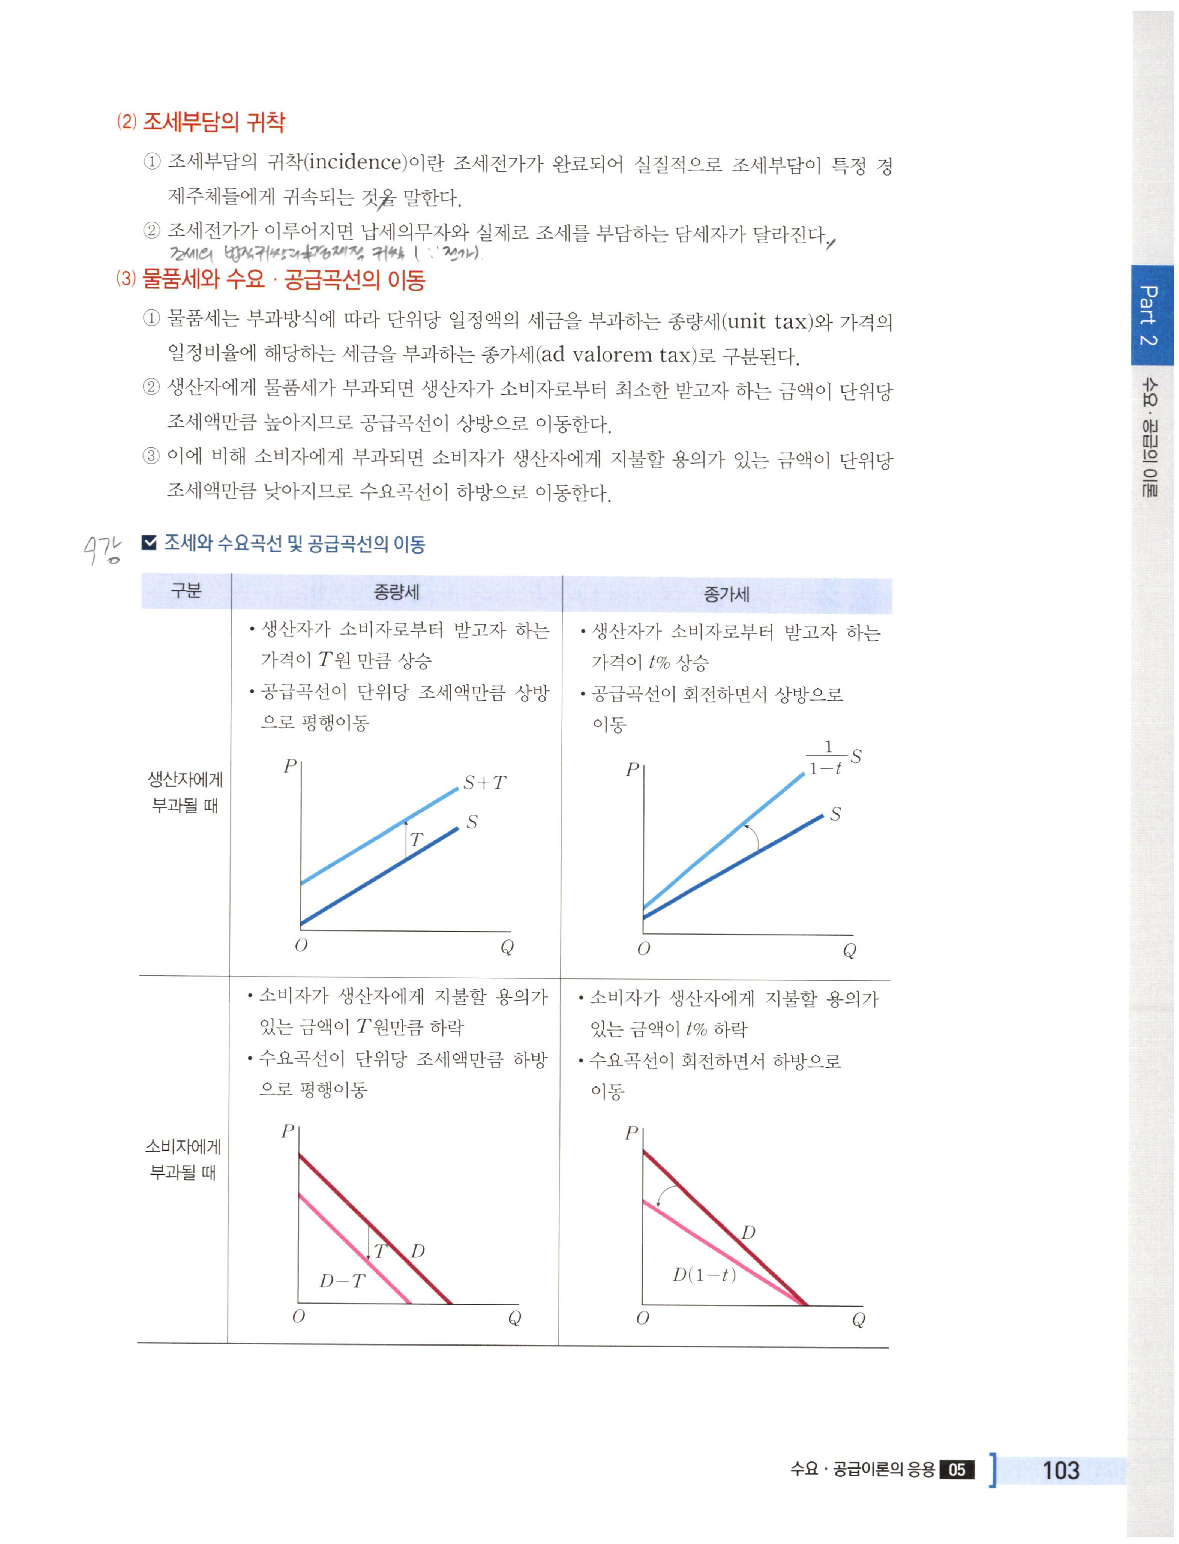 (2) 조세부담의 귀착
① 조세부담의 귀착(incidence)이란 조세전가가 완료되어 실질적으로 조세부담이 특정 경
제주체들에게 귀속되는 것을 말한다.
② 조세전가가 이루어지면 납세의무자와 실제로 조세를 부담하는 담세자가 달라진다.
조세의 법적귀착과≠경제적 귀착 (∵전가)
(3) 물품세와 수요 · 공급곡선의 이동
① 물품세는 부과방식에 따라 단위당 일정액의 세금을 부과하는 종량세(unit tax)와 가격의
일정비율에 해당하는 세금을 부과하는 종가세(ad valorem tax)로 구분된다.
② 생산자에게 물품세가 부과되면 생산자가 소비자로부터 최소한 받고자 하는 금액이 단위당
조세액만큼 높아지므로 공급곡선이 상방으로 이동한다.
③ 이에 비해 소비자에게 부과되면 소비자가 생산자에게 지불할 용의가 있는 금액이 단위당
조세액만큼 낮아지므로 수요곡선이 하방으로 이동한다.
9강
조세와 수요곡선 및 공급곡선의 이동
구분 종량세 종가세
생산자에게
부과될 때
• 생산자가 소비자로부터 받고자 하는
가격이 T원 만큼 상승
• 공급곡선이 단위당 조세액만큼 상방
으로 평행이동
P
S+T
S
T
O
Q
• 생산자가 소비자로부터 받고자 하는
가격이 t% 상승
• 공급곡선이 회전하면서 상방으로
이동
P
1/(1-t) S
S
O
Q
소비자에게
부과될 때
• 소비자가 생산자에게 지불할 용의가
있는 금액이 T원만큼 하락
• 수요곡선이 단위당 조세액만큼 하방
으로 평행이동
P
T
D
D-T
O
Q
• 소비자가 생산자에게 지불할 용의가
있는 금액이 t% 하락
• 수요곡선이 회전하면서 하방으로
이동
P
D
D(1-t)
O
Q
Part 2
수요·공급의 이론
수요 · 공급이론의 응용 05
103